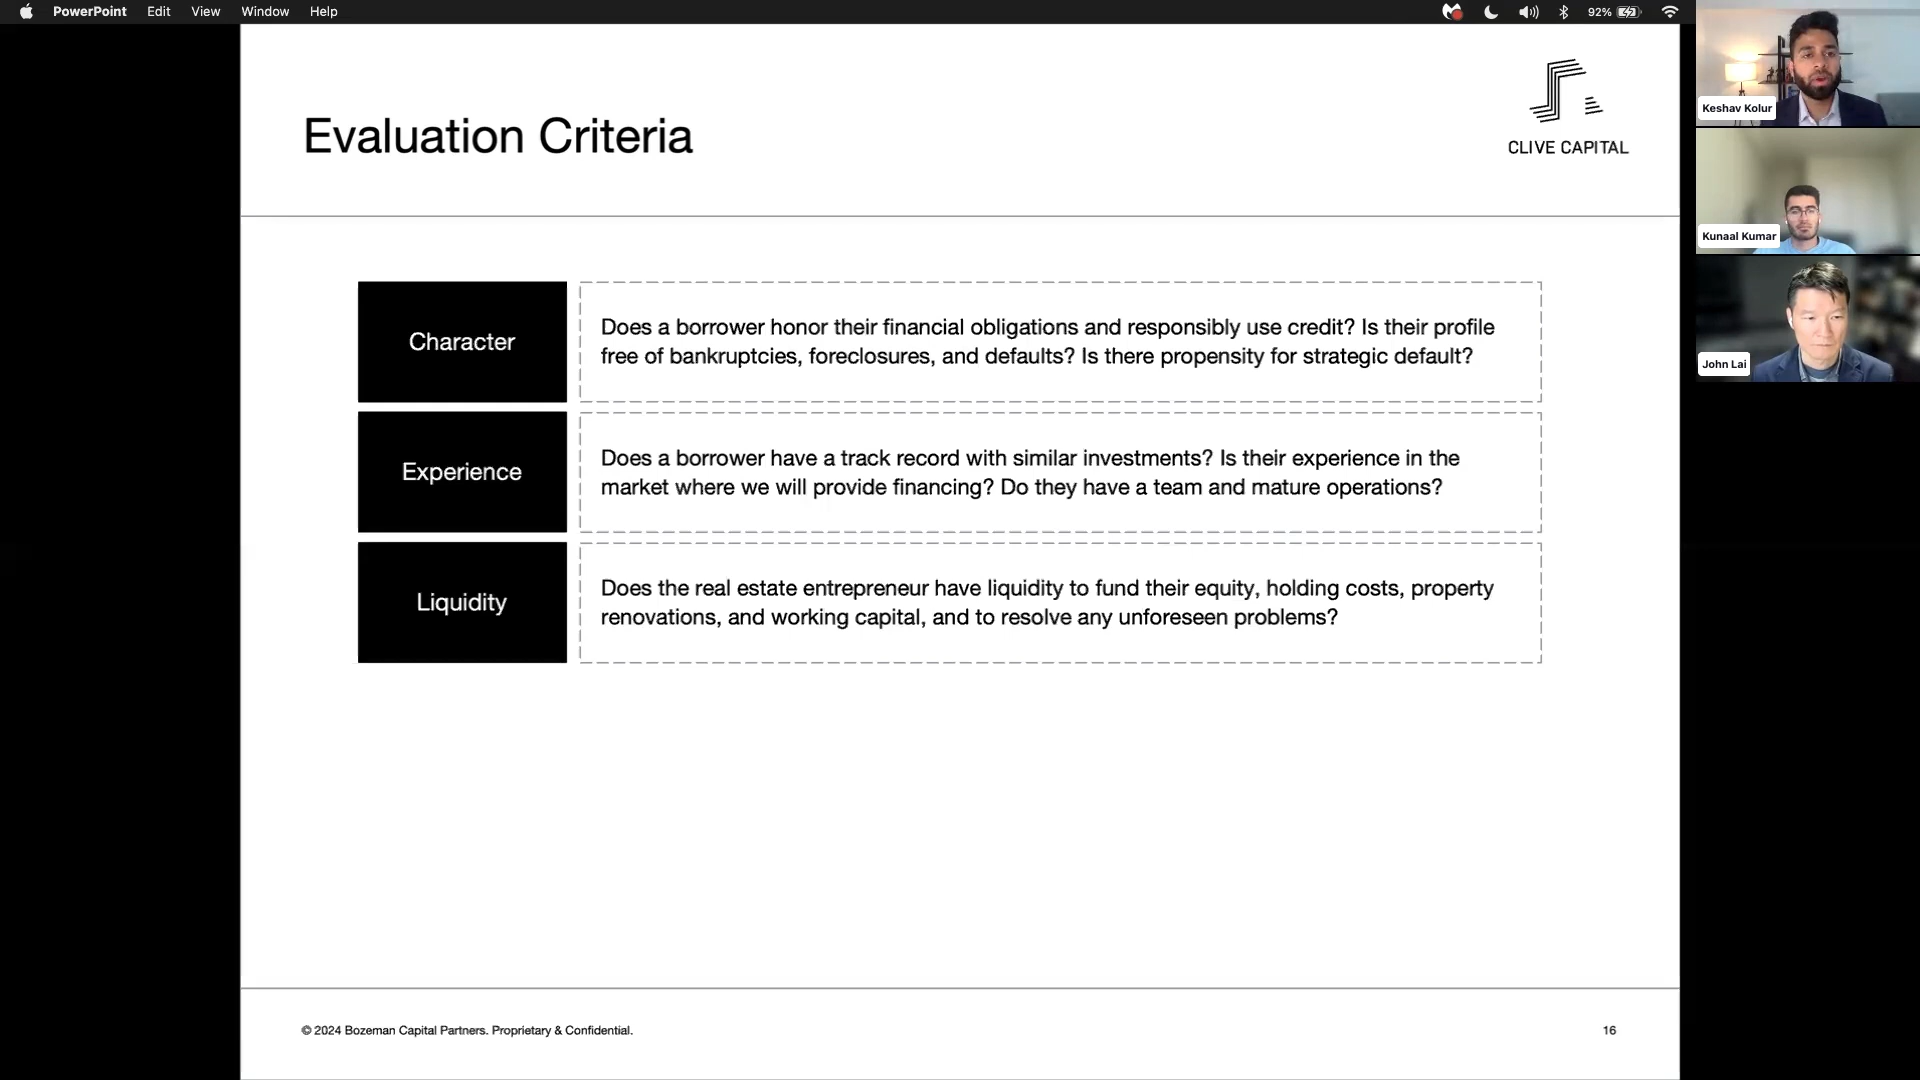 PowerPoint Edit View Window Help
92%
Evaluation Criteria
CLIVE CAPITAL
Keshav Kolur
Kunaal Kumar
John Lai
Character
Does a borrower honor their financial obligations and responsibly use credit? Is their profile
free of bankruptcies, foreclosures, and defaults? Is there propensity for strategic default?
Experience
Does a borrower have a track record with similar investments? Is their experience in the
market where we will provide financing? Do they have a team and mature operations?
Liquidity
Does the real estate entrepreneur have liquidity to fund their equity, holding costs, property
renovations, and working capital, and to resolve any unforeseen problems?
© 2024 Bozeman Capital Partners. Proprietary & Confidential.
16